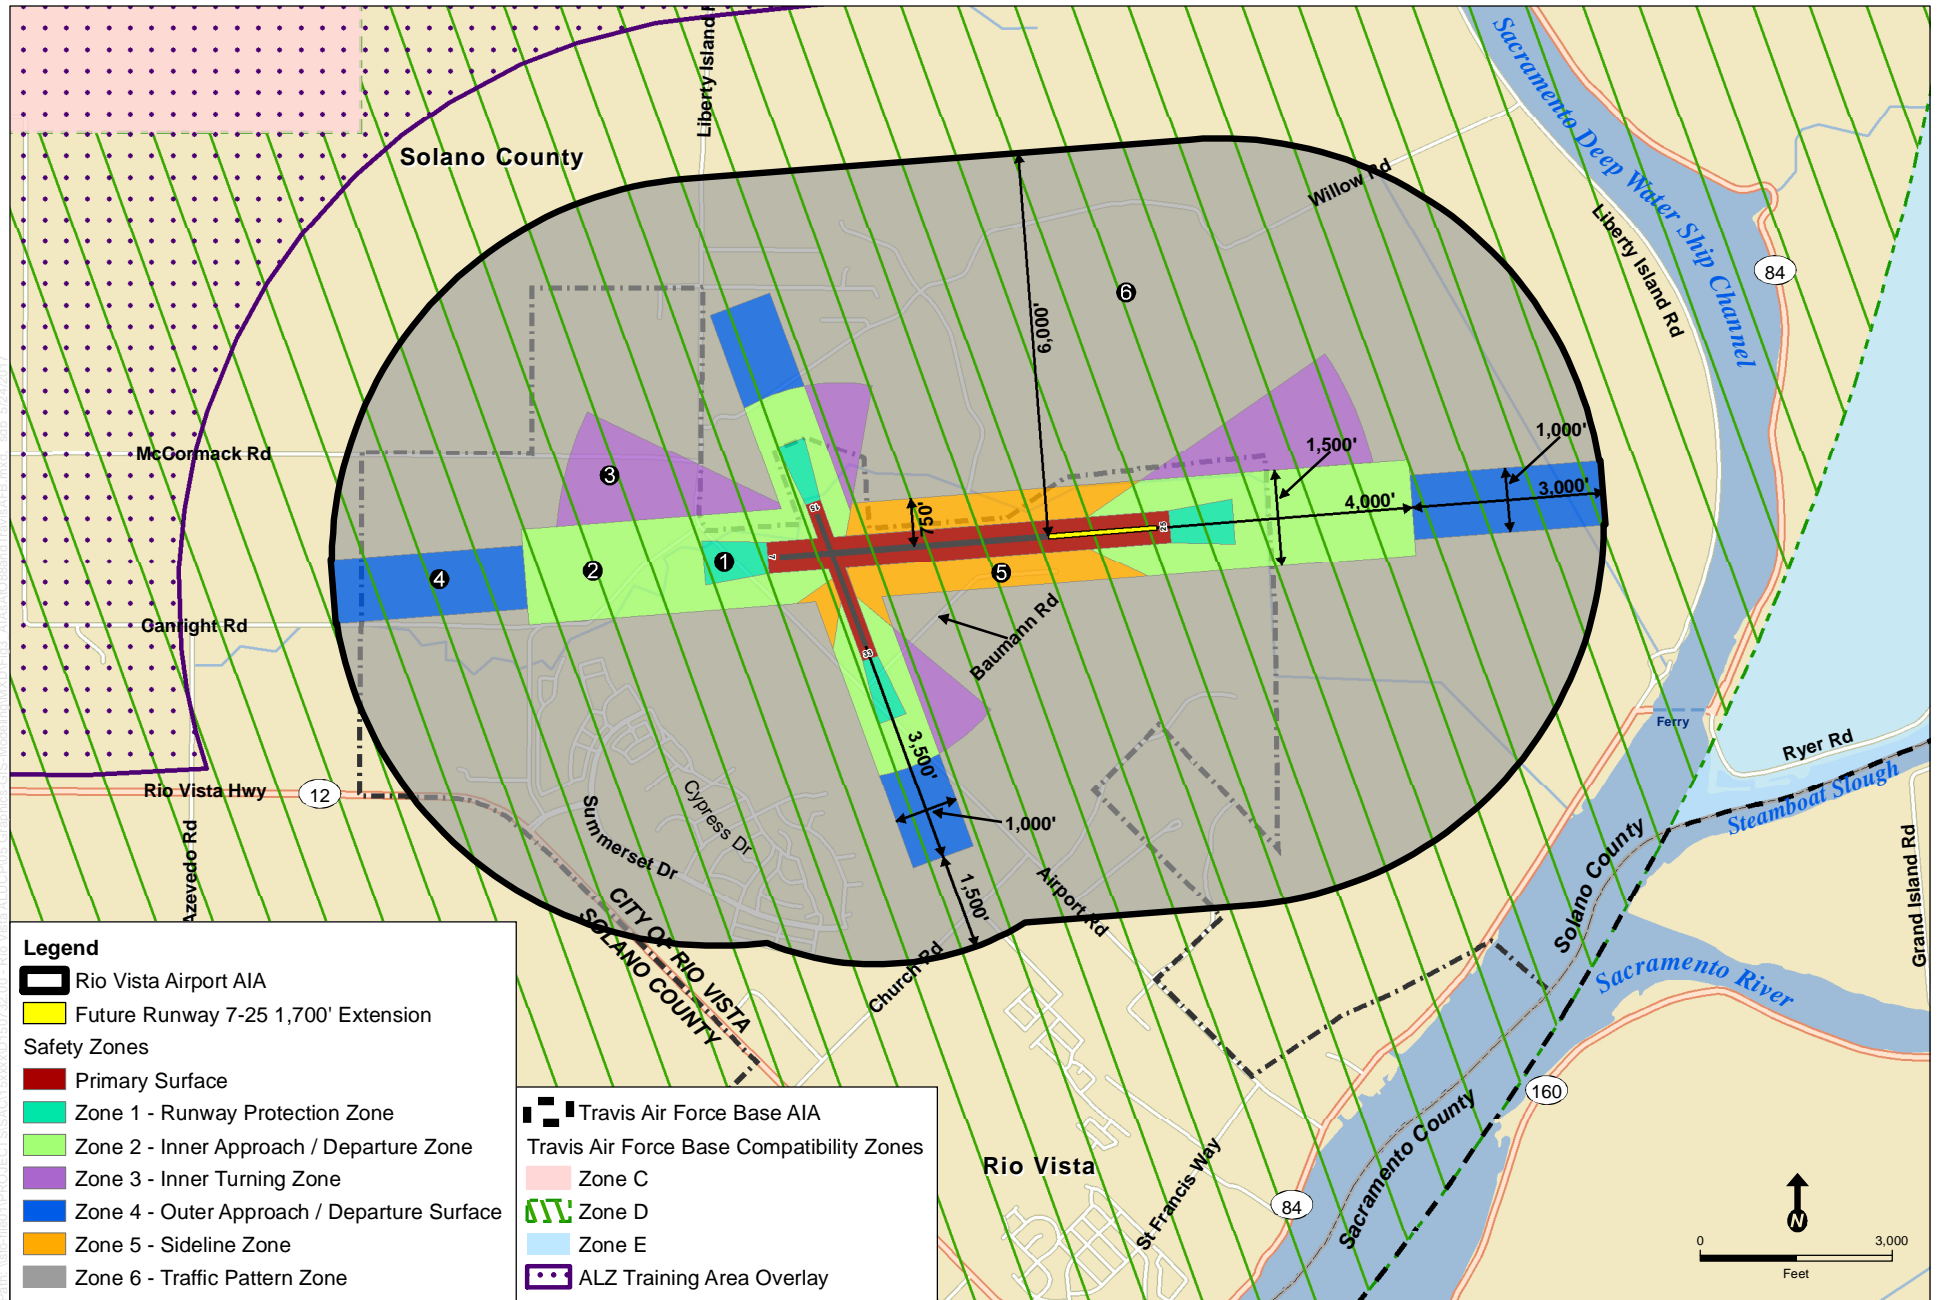 Solano County
Liberty Island
Willow Rd
Sacramento Deep Water Ship Channel
Liberty Island Rd
84
6
6,000'
McCormack Rd
3
1,500'
1,000'
4,000'
3,000'
750'
15
25
7
1
2
4
5
33
Canright Rd
Baumann Rd
Ferry
Ryer Rd
Steamboat Slough
Rio Vista Hwy
12
Azevedo Rd
Summerset Dr
Cypress Dr
3,500'
1,000'
1,500'
Airport Rd
Church Rd
CITY OF RIO VISTA
SOLANO COUNTY
Solano County
Sacramento County
Sacramento River
Grand Island Rd
160
Rio Vista
St Francis Way
84
N
0 3,000
Feet
Legend
Rio Vista Airport AIA
Future Runway 7-25 1,700' Extension
Safety Zones
Primary Surface
Zone 1 - Runway Protection Zone
Zone 2 - Inner Approach / Departure Zone
Zone 3 - Inner Turning Zone
Zone 4 - Outer Approach / Departure Surface
Zone 5 - Sideline Zone
Zone 6 - Traffic Pattern Zone
Travis Air Force Base AIA
Travis Air Force Base Compatibility Zones
Zone C
Zone D
Zone E
ALZ Training Area Overlay